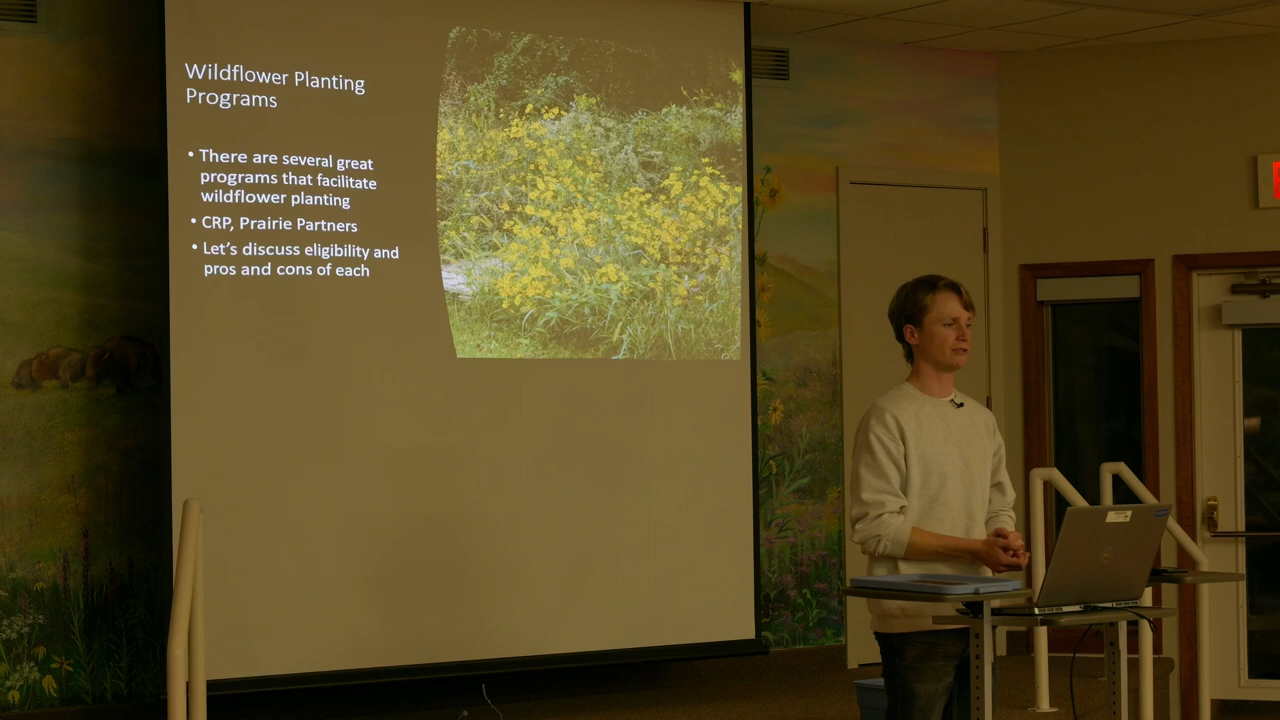 Wildflower Planting
Programs
• There are several great
programs that facilitate
wildflower planting
• CRP, Prairie Partners
• Let's discuss eligibility and
pros and cons of each